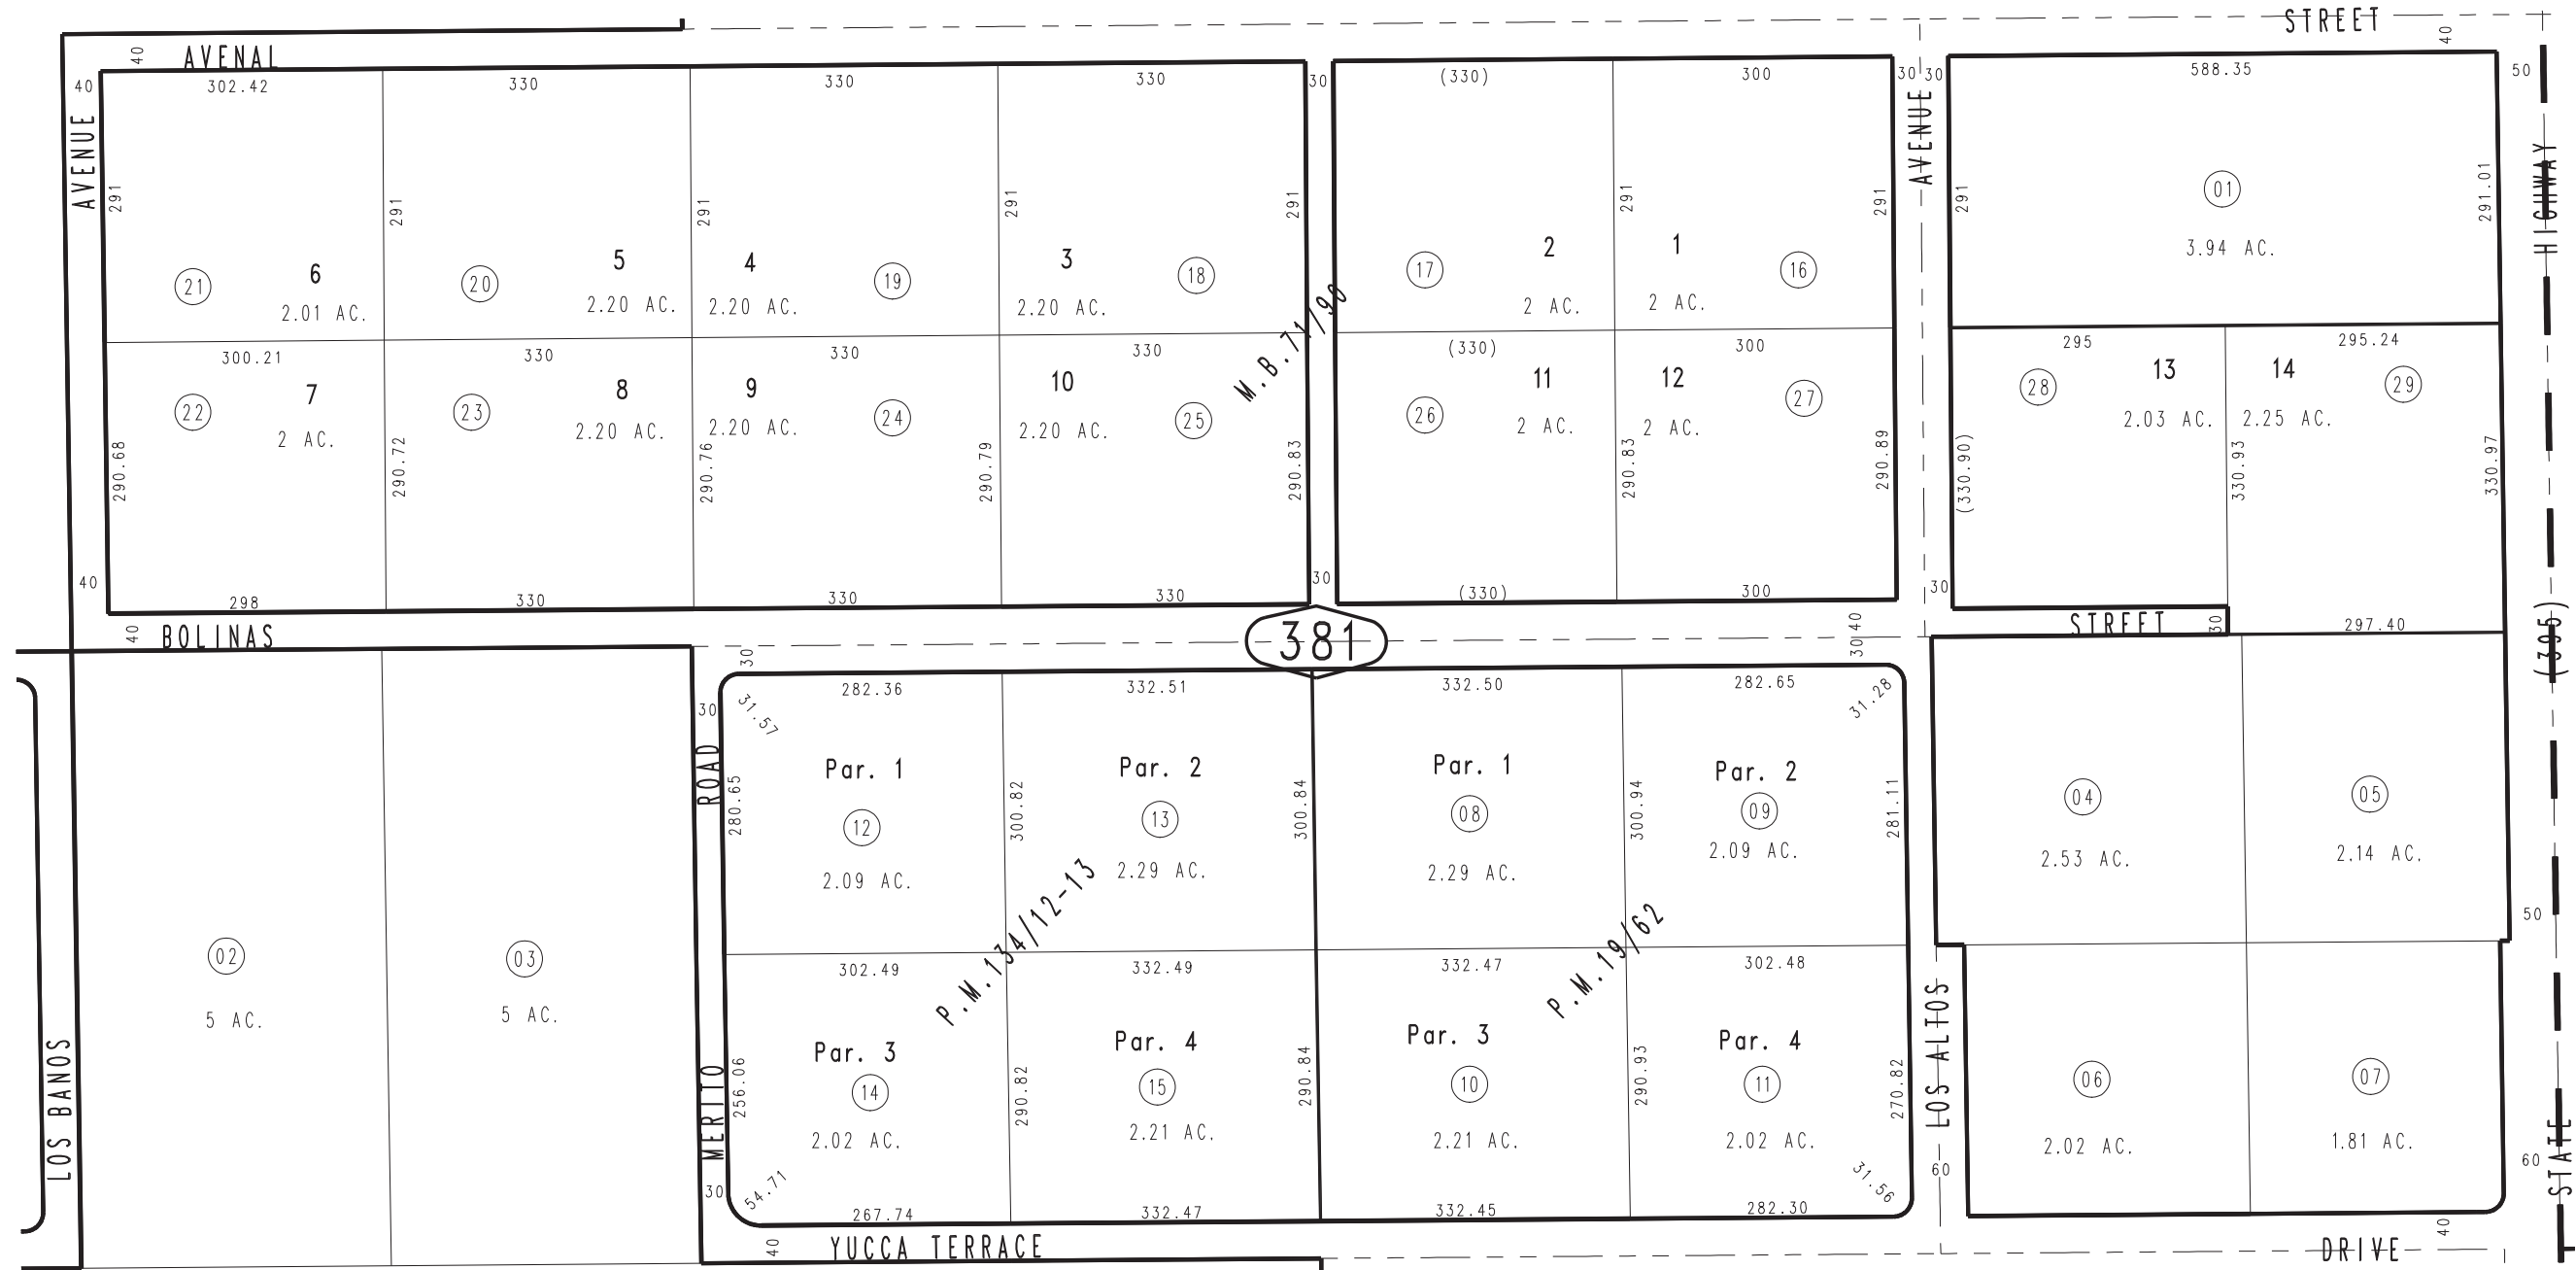 STREET
40
AVENAL
40
40
302.42
330
330
330
30
(330)
300
30
30
588.35
50
AVENUE
AVENUE
HIGHWAY
291
291
291
291
291
291
291
291
291.01
01
3.94 AC.
21
6
2.01 AC.
20
5
2.20 AC.
4
2.20 AC.
19
3
2.20 AC.
18
17
2
2 AC.
1
2 AC.
16
M.B.71/98
300.21
330
330
330
(330)
300
295
295.24
22
7
2 AC.
23
8
2.20 AC.
9
2.20 AC.
24
10
2.20 AC.
25
26
11
2 AC.
12
2 AC.
27
28
13
2.03 AC.
14
2.25 AC.
29
290.68
290.72
290.76
290.79
290.83
290.83
290.89
(330.90)
330.93
330.97
40
30
30
298
330
330
330
(330)
300
40
BOLINAS
381
40
30
STREET
30
297.40
(395)
30
30
31.57
282.36
332.51
332.50
282.65
31.28
ROAD
280.65
300.82
300.84
300.94
281.11
Par. 1
12
2.09 AC.
Par. 2
13
2.29 AC.
Par. 1
08
2.29 AC.
Par. 2
09
2.09 AC.
04
2.53 AC.
05
2.14 AC.
50
P.M.134/12-13
P.M.19/62
302.49
332.49
332.47
302.48
02
5 AC.
03
5 AC.
LOS BANOS
MERITO
LOS ALTOS
STATE
256.06
290.82
290.84
290.93
270.82
Par. 3
14
2.02 AC.
Par. 4
15
2.21 AC.
Par. 3
10
2.21 AC.
Par. 4
11
2.02 AC.
06
2.02 AC.
07
1.81 AC.
60
60
30
54.71
31.56
267.74
332.47
332.45
282.30
40
YUCCA TERRACE
DRIVE
40